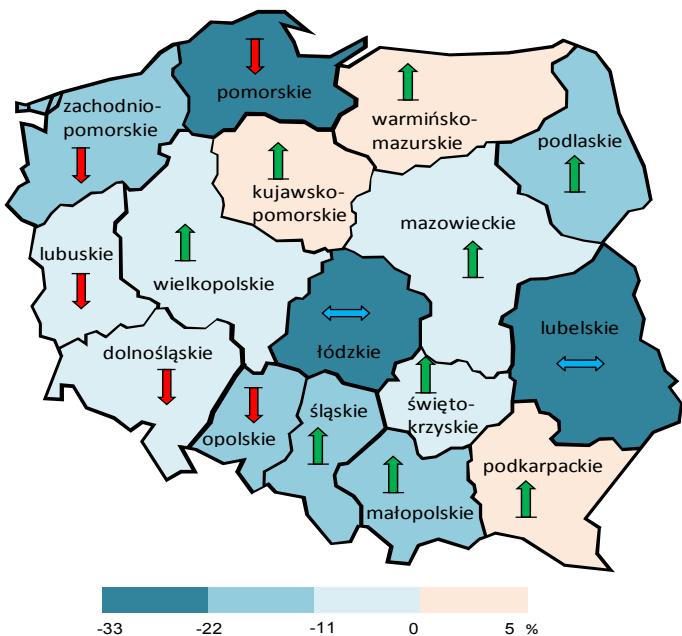 pomorskie
zachodnio-
pomorskie
warmińsko-
mazurskie
podlaskie
kujawsko-
pomorskie
mazowieckie
lubuskie
wielkopolskie
lubelskie
dolnośląskie
łódzkie
opolskie
śląskie
święto-
krzyskie
podkarpackie
małopolskie
-33 -22 -11 0 5 %